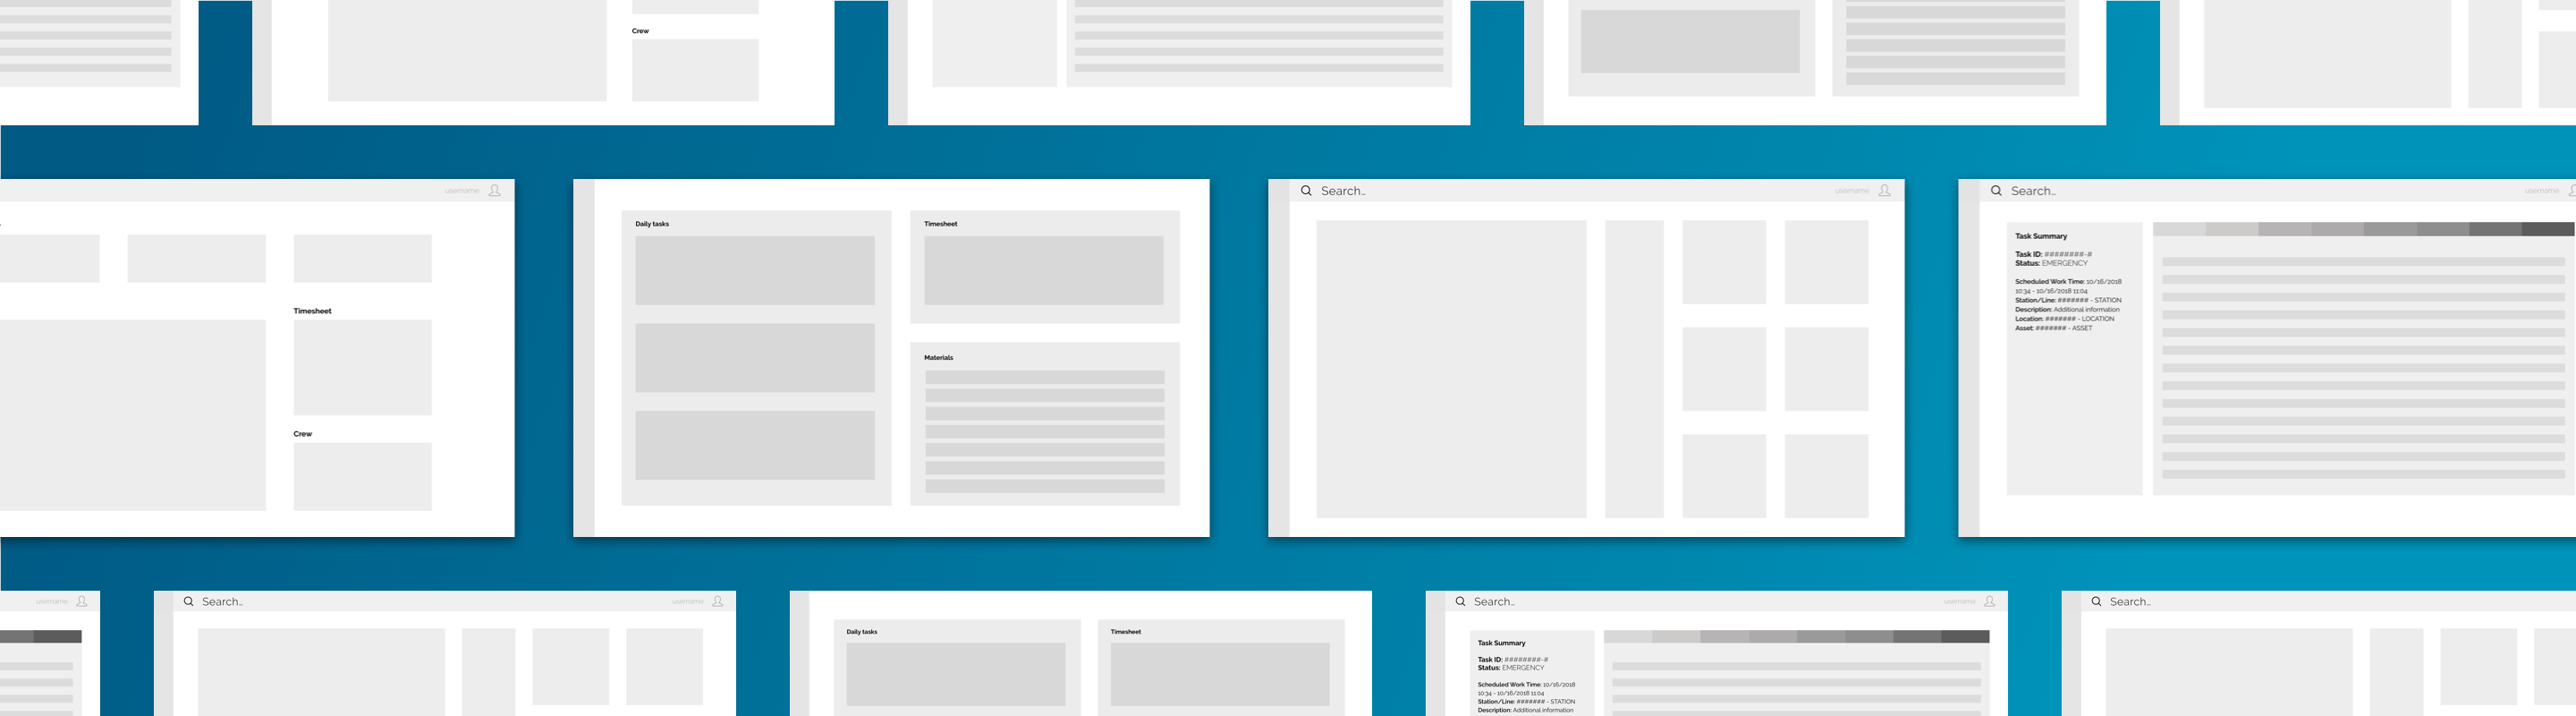 Crew
username
Search..
username
Search..
username
Daily tasks
Timesheet
Timesheet
Crew
Materials
Task Summary
Task ID: ########-#
Status: EMERGENCY
Scheduled Work Time: 10/16/2018
10:34 - 10/16/2018 11:04
Station/Line: ####### - STATION
Description: Additional information
Location: ####### - LOCATION
Asset: ####### - ASSET
username
Search..
username
Search..
username
Search..
Daily tasks
Timesheet
Task Summary
Task ID: ########-#
Status: EMERGENCY
Scheduled Work Time: 10/16/2018
10:34 - 10/16/2018 11:04
Station/Line: ####### - STATION
Description: Additional information